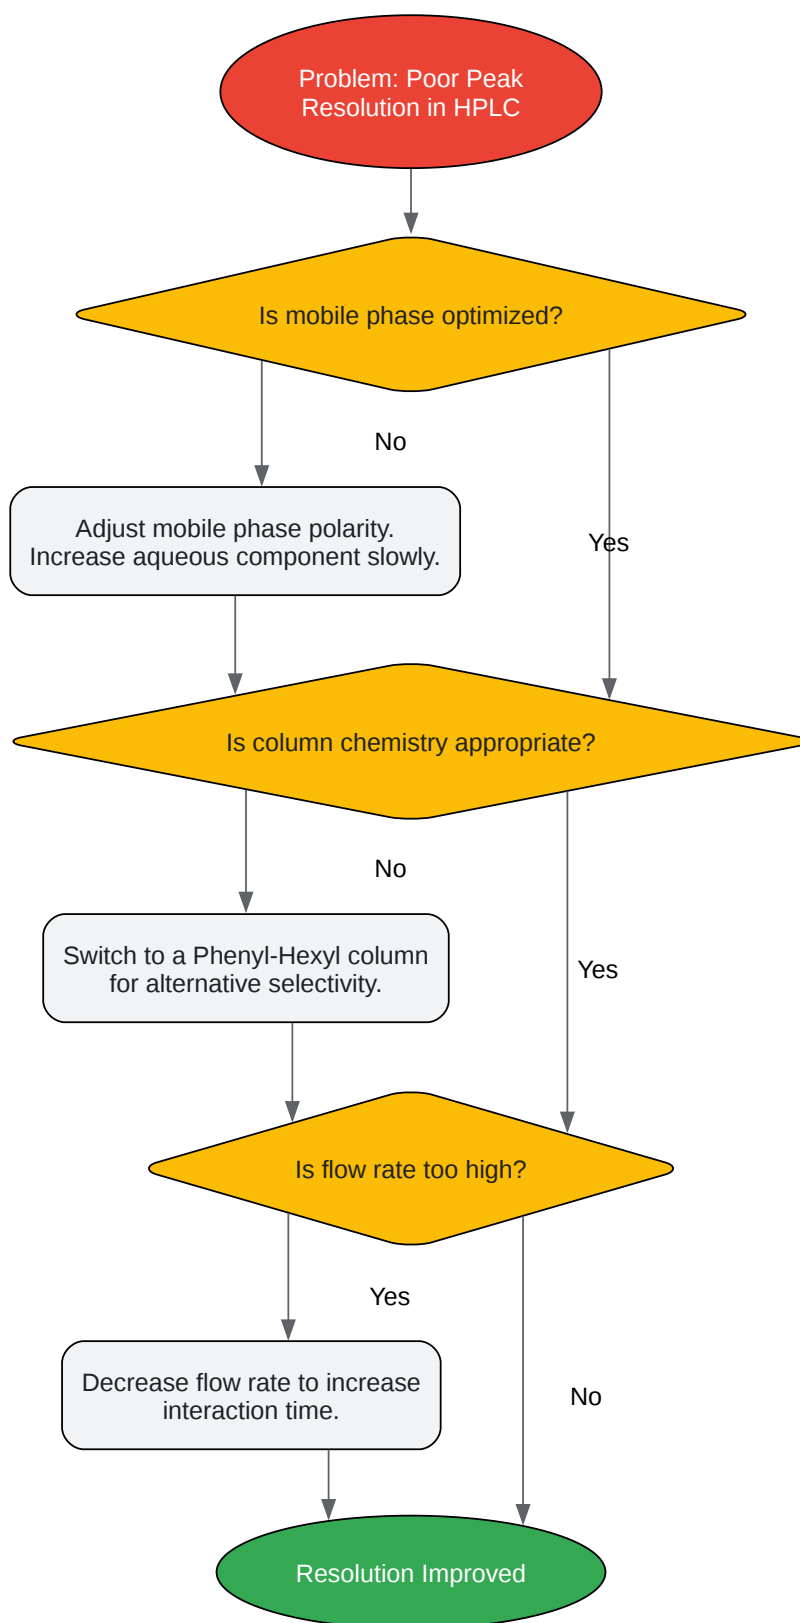 Problem: Poor Peak
Resolution in HPLC
Is mobile phase optimized?
No
Adjust mobile phase polarity.
Increase aqueous component slowly.
Yes
Is column chemistry appropriate?
No
Switch to a Phenyl-Hexyl column
for alternative selectivity.
Yes
Is flow rate too high?
Yes
Decrease flow rate to increase
interaction time.
No
Resolution Improved